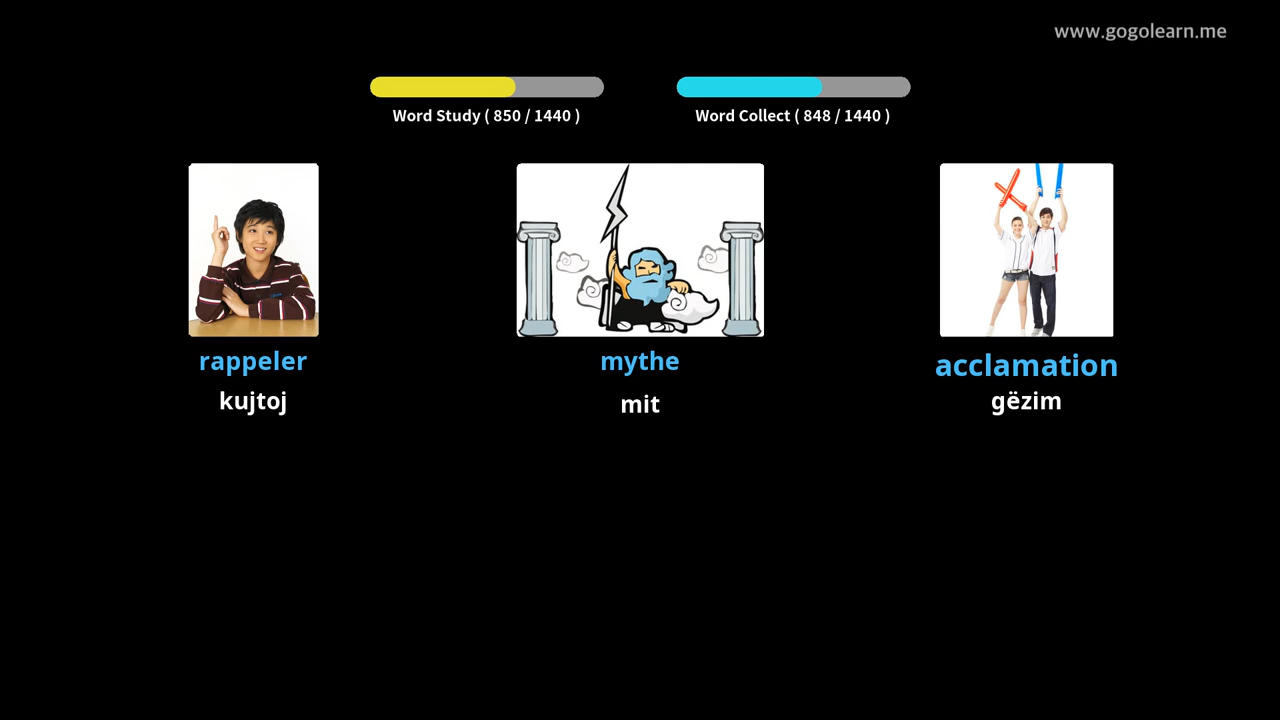 www.gogolearn.me
Word Study ( 850 / 1440 )
Word Collect ( 848 / 1440 )
rappeler
kujtoj
mythe
mit
acclamation
gëzim